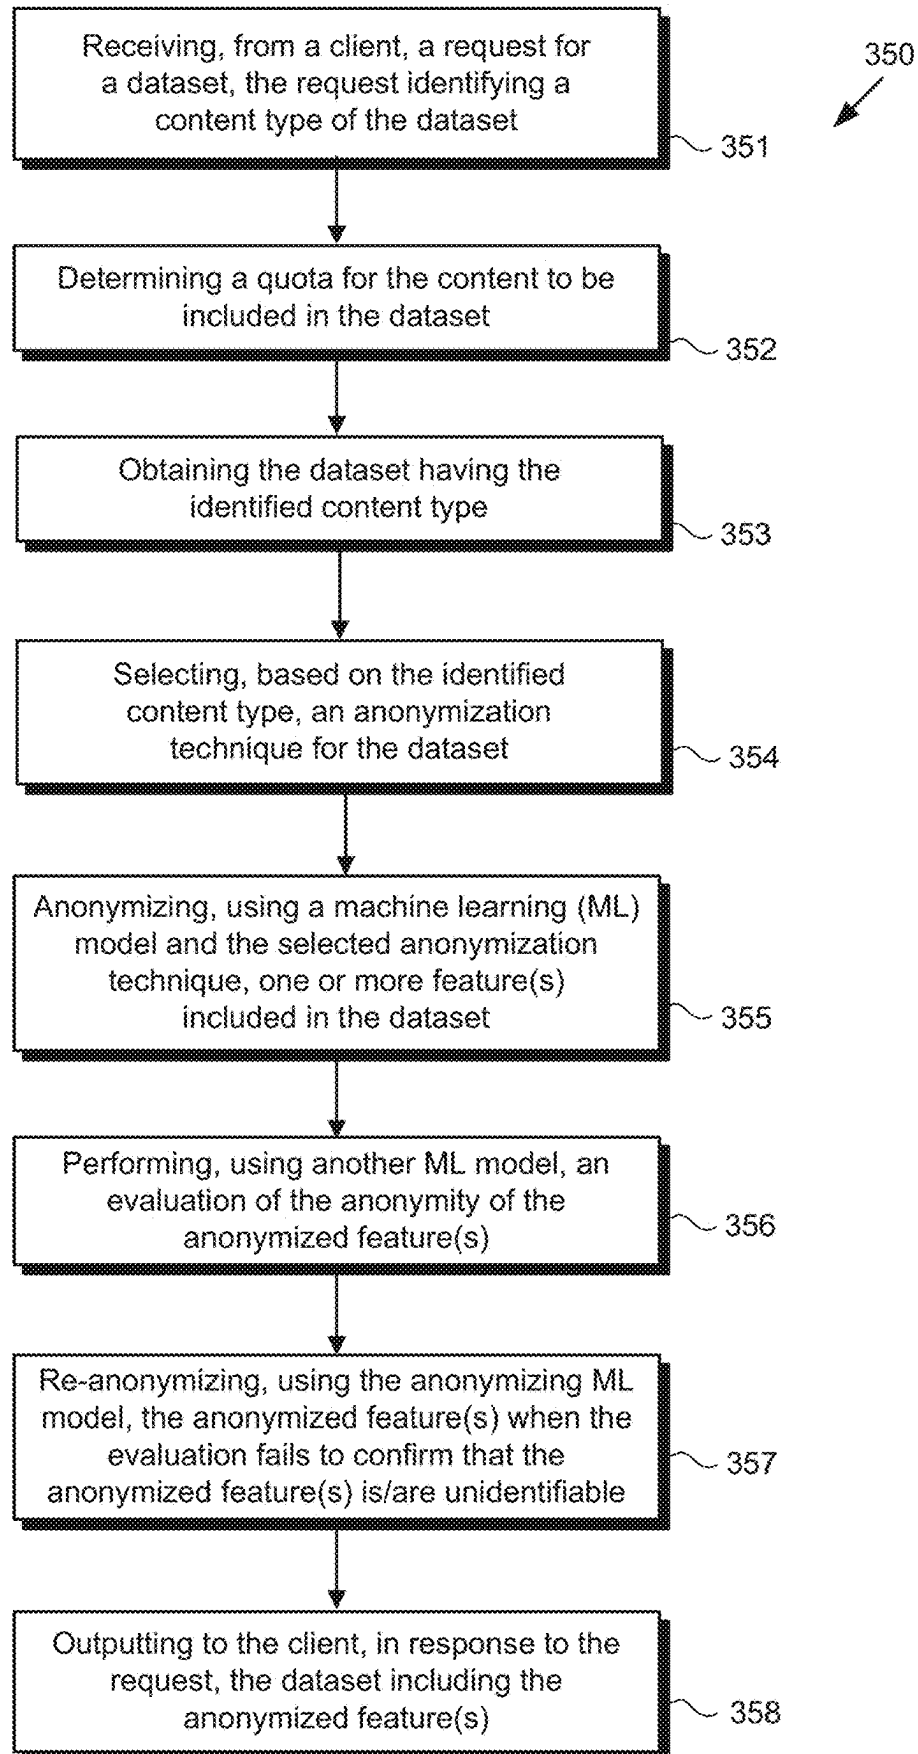 350
Receiving, from a client, a request for
a dataset, the request identifying a
content type of the dataset
351
Determining a quota for the content to be
included in the dataset
352
Obtaining the dataset having the
identified content type
353
Selecting, based on the identified
content type, an anonymization
technique for the dataset
354
Anonymizing, using a machine learning (ML)
model and the selected anonymization
technique, one or more feature(s)
included in the dataset
355
Performing, using another ML model, an
evaluation of the anonymity of the
anonymized feature(s)
356
Re-anonymizing, using the anonymizing ML
model, the anonymized feature(s) when the
evaluation fails to confirm that the
anonymized feature(s) is/are unidentifiable
357
Outputting to the client, in response to the
request, the dataset including the
anonymized feature(s)
358